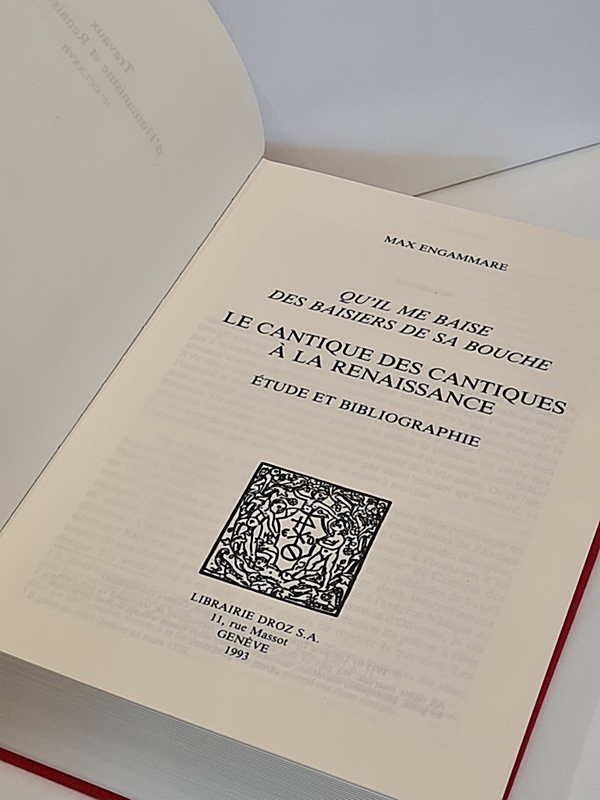 MAX ENGAMMARE
QU'IL ME BAISE
DES BAISIERS DE SA BOUCHE
LE CANTIQUE DES CANTIQUES
À LA RENAISSANCE
ÉTUDE ET BIBLIOGRAPHIE
LIBRAIRIE DROZ S.A.
11, rue Massot
GENÈVE
1993